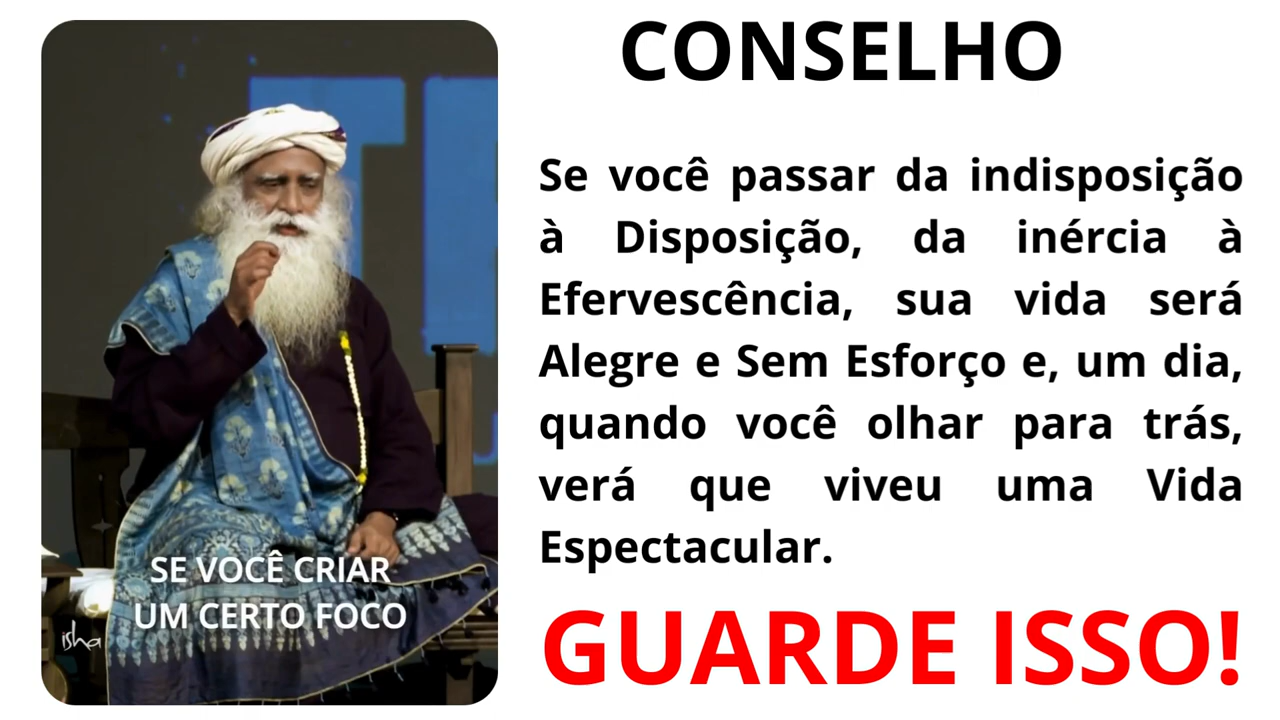 CONSELHO
Se você passar da indisposição
à Disposição, da inércia à
Efervescência, sua vida será
Alegre e Sem Esforço e, um dia,
quando você olhar para trás,
verá que viveu uma Vida
Espectacular.
GUARDE ISSO!
SE VOCÊ CRIAR
UM CERTO FOCO
isha